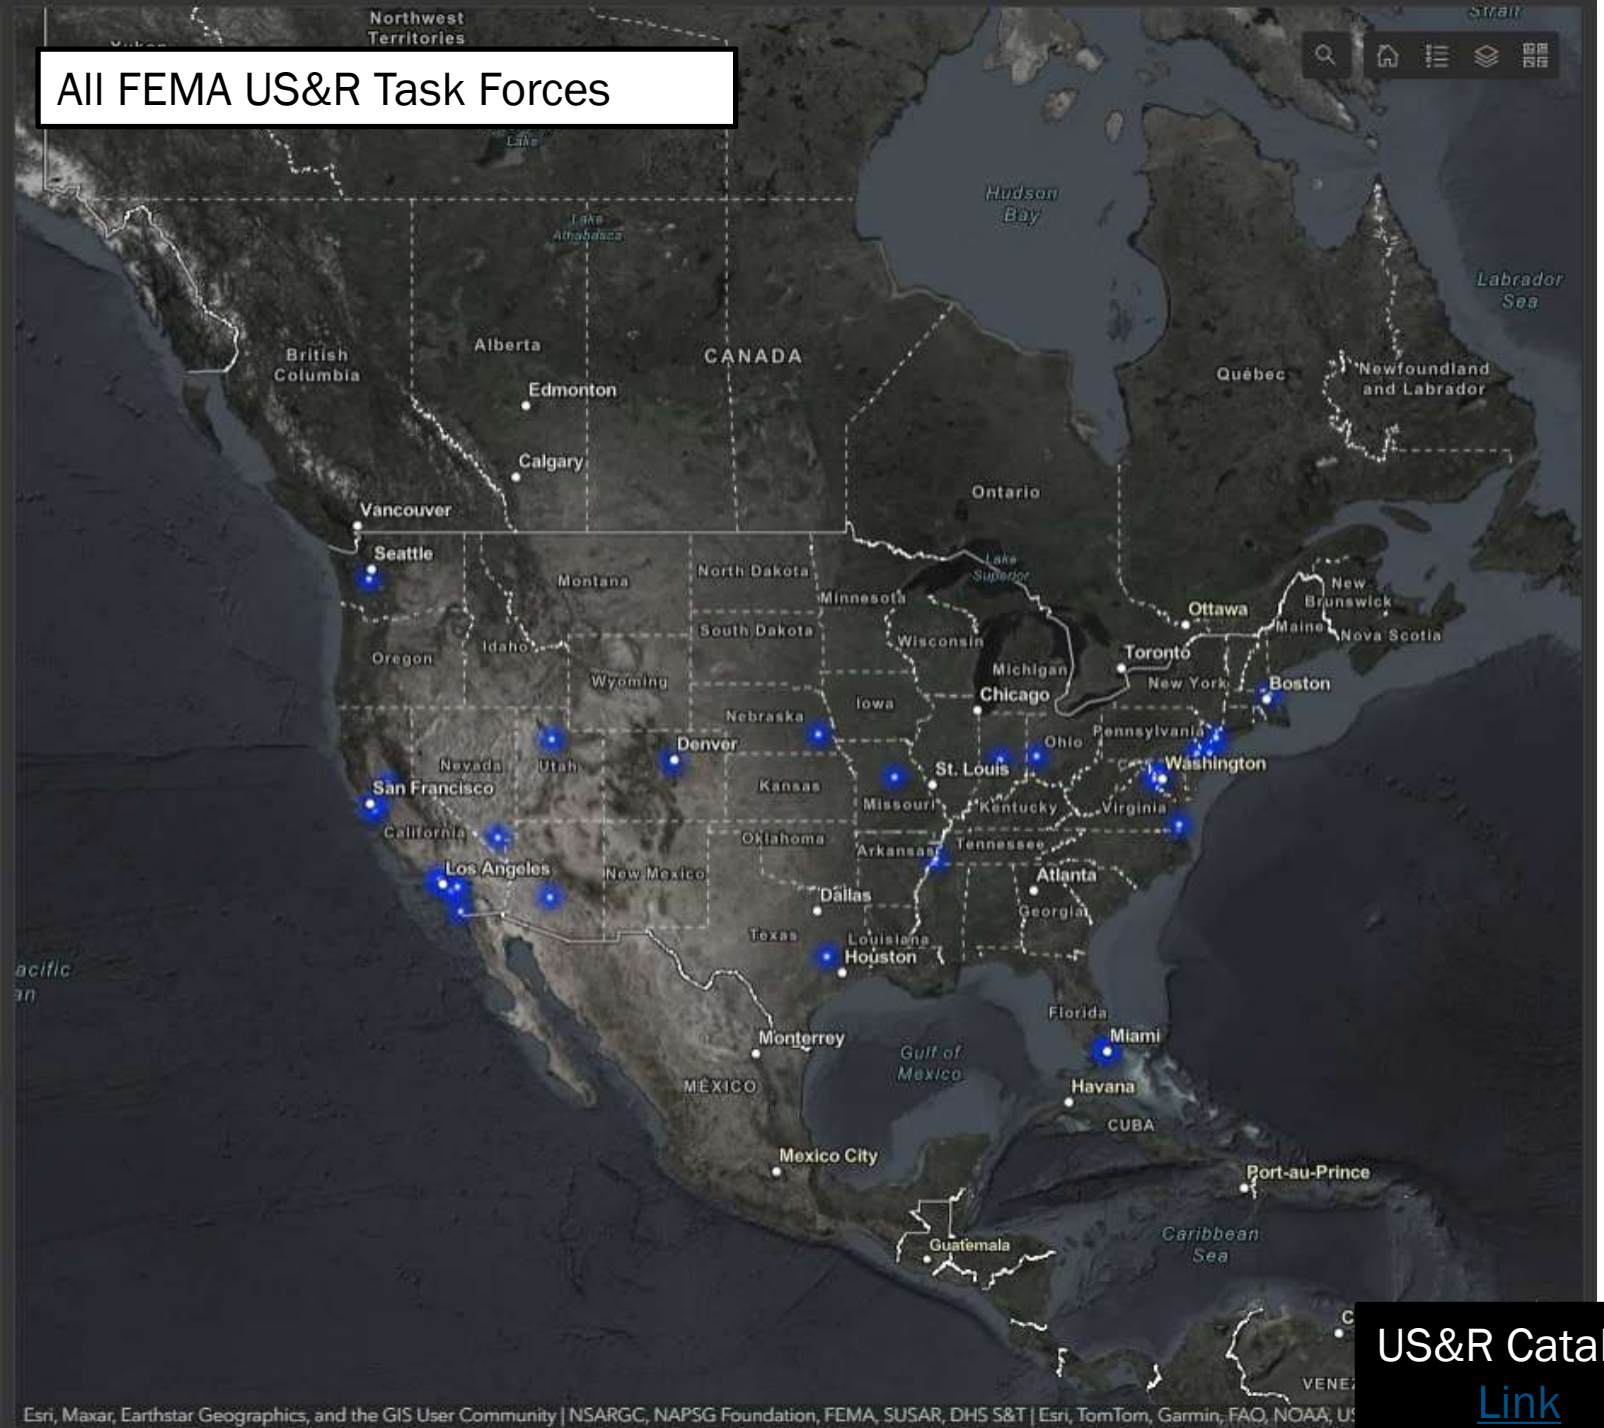 Strait
Northwest
Territories
Yukon
All FEMA US&R Task Forces
Lake
Hudson
Bay
Lake
Athabasca
Labrador
Sea
British
Columbia
Alberta
CANADA
Québec
Newfoundland
and Labrador
Edmonton
Calgary
Ontario
Vancouver
Seattle
Lake
Superior
Montana
North Dakota
Minnesota
New
Brunswick
Ottawa
Maine
Nova Scotia
South Dakota
Wisconsin
Idaho
Oregon
Toronto
Michigan
Wyoming
New York
Boston
Chicago
Iowa
Nebraska
Pennsylvania
Denver
Ohio
Nevada
Utah
St. Louis
Washington
San Francisco
Kansas
Missouri
Kentucky
Virginia
California
Oklahoma
Arkansas
Tennessee
Los Angeles
New Mexico
Atlanta
Dallas
Georgia
Texas
Louisiana
Houston
acific
an
Florida
Miami
Monterrey
Gulf of
Mexico
MÉXICO
Havana
CUBA
Mexico City
Port-au-Prince
Caribbean
Sea
Guatemala
C
US&R Catal
VENEZ
Link
Esri, Maxar, Earthstar Geographics, and the GIS User Community | NSARGC, NAPSG Foundation, FEMA, SUSAR, DHS S&T | Esri, TomTom, Garmin, FAO, NOAA, US